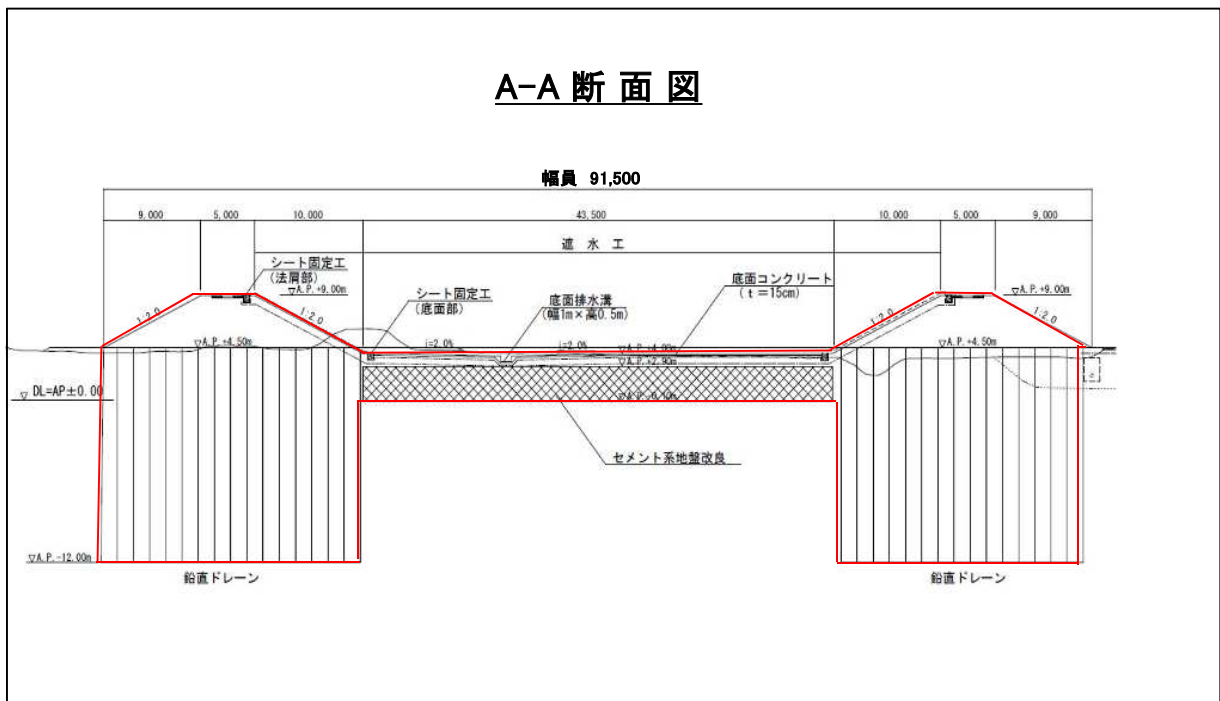 A-A 断 面 図
幅員 91,500
9,000 5,000 10,000 43,500 10,000 5,000 9,000
遮 水 工
シート固定工
(法肩部)
▽A.P.+9.00m
シート固定工
(底面部)
底面排水溝
(幅1m×高0.5m)
底面コンクリート
(t=15cm)
▽A.P.+9.00m
1:2.0
1:2.0
1:2.0
1:2.0
▽A.P.+4.50m
i=2.0%
i=2.0%
▽A.P.+4.00m
▽A.P.+4.50m
▽A.P.+2.90m
▽ DL=AP±0.00
セメント系地盤改良
▽A.P.-12.00m
鉛直ドレーン
鉛直ドレーン